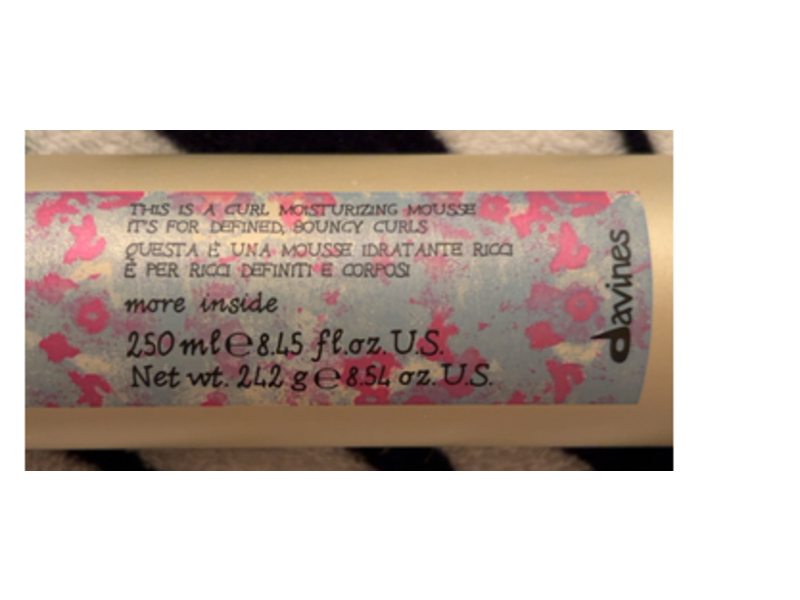 THIS IS A CURL MOISTURIZING MOUSSE
IT'S FOR DEFINED, BOUNCY CURLS
QUESTA È UNA MOUSSE IDRATANTE RICCI
È PER RICCI DEFINITI E CORPOSI
more inside
250 ml e 8.45 fl.oz. U.S.
Net wt. 242 g e 8.54 oz. U.S.
davines